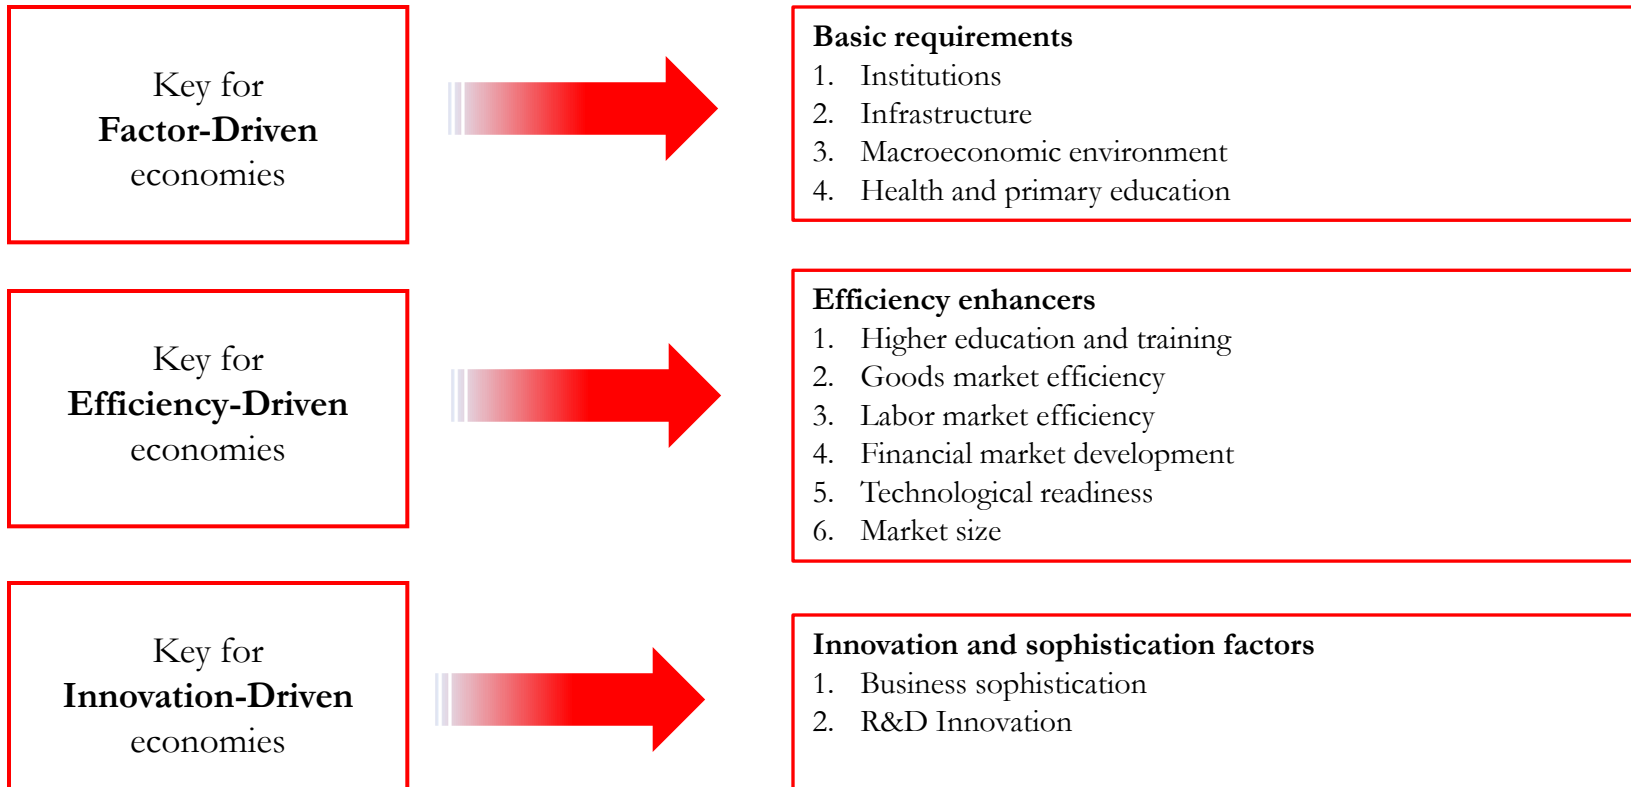 Key for
Factor-Driven
economies
Basic requirements
1. Institutions
2. Infrastructure
3. Macroeconomic environment
4. Health and primary education
Key for
Efficiency-Driven
economies
Efficiency enhancers
1. Higher education and training
2. Goods market efficiency
3. Labor market efficiency
4. Financial market development
5. Technological readiness
6. Market size
Key for
Innovation-Driven
economies
Innovation and sophistication factors
1. Business sophistication
2. R&D Innovation